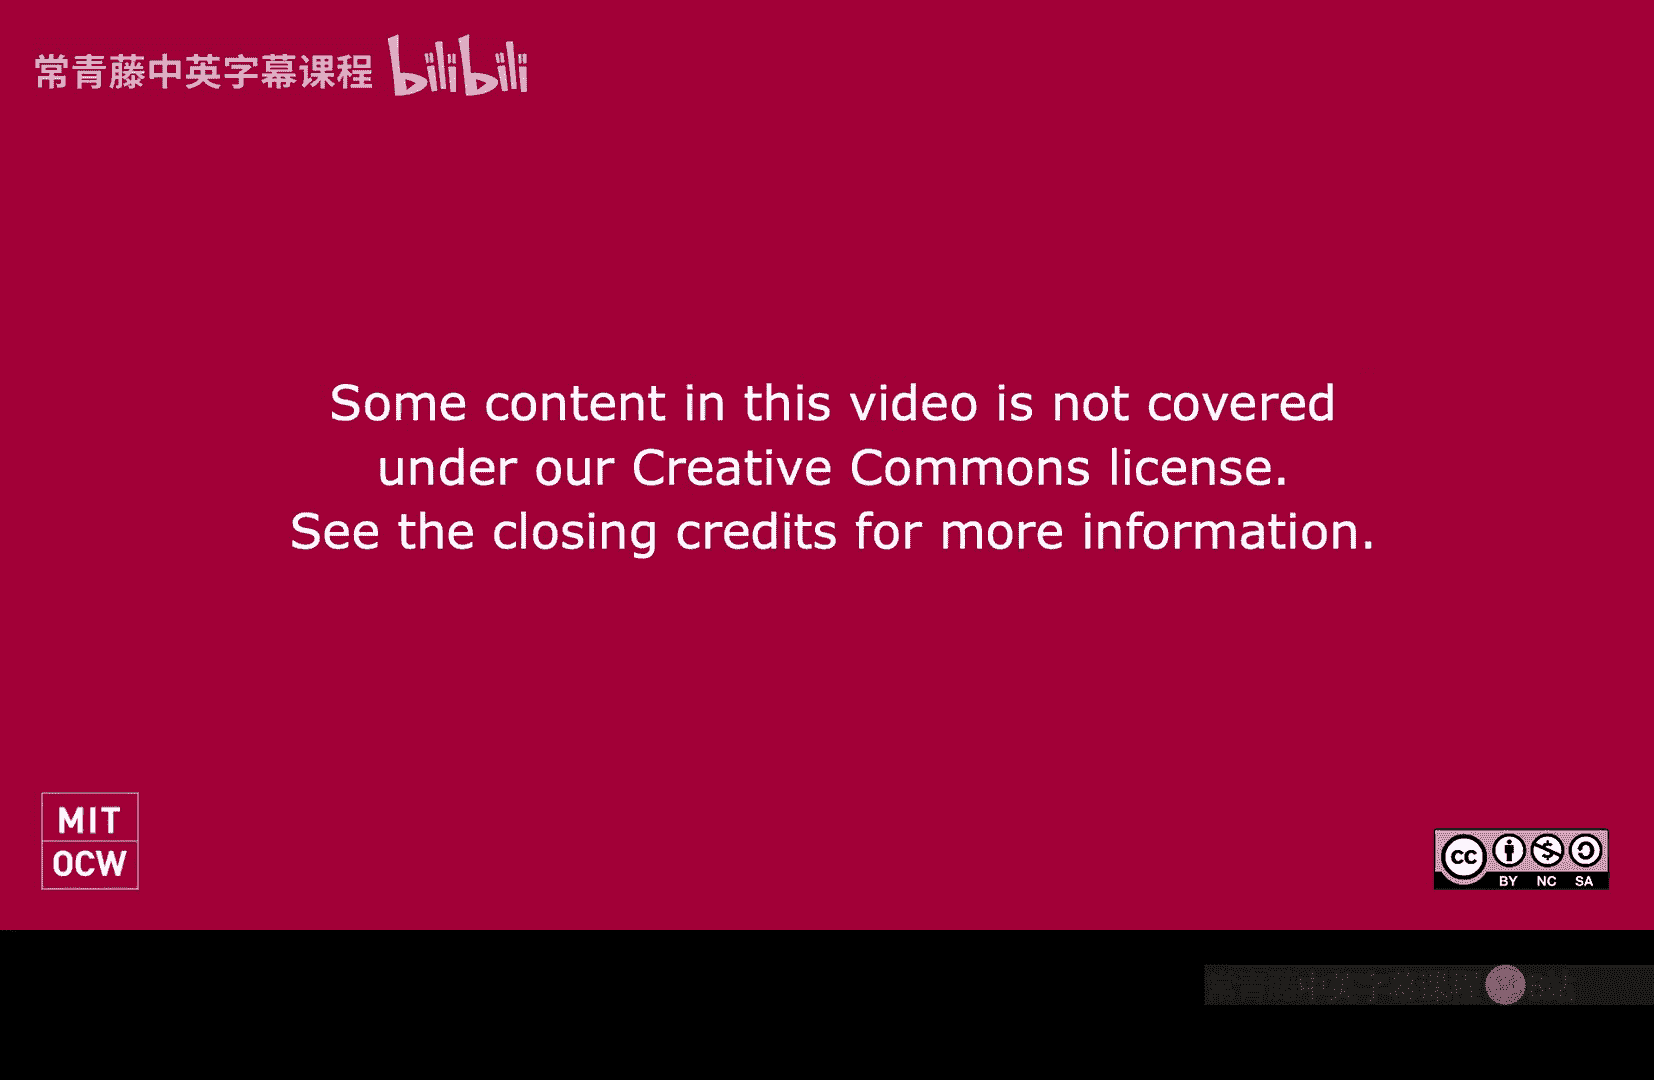 常青藤中英字幕课程 bilibili
Some content in this video is not covered
under our Creative Commons license.
See the closing credits for more information.
MIT
OCW
cc
BY NC SA